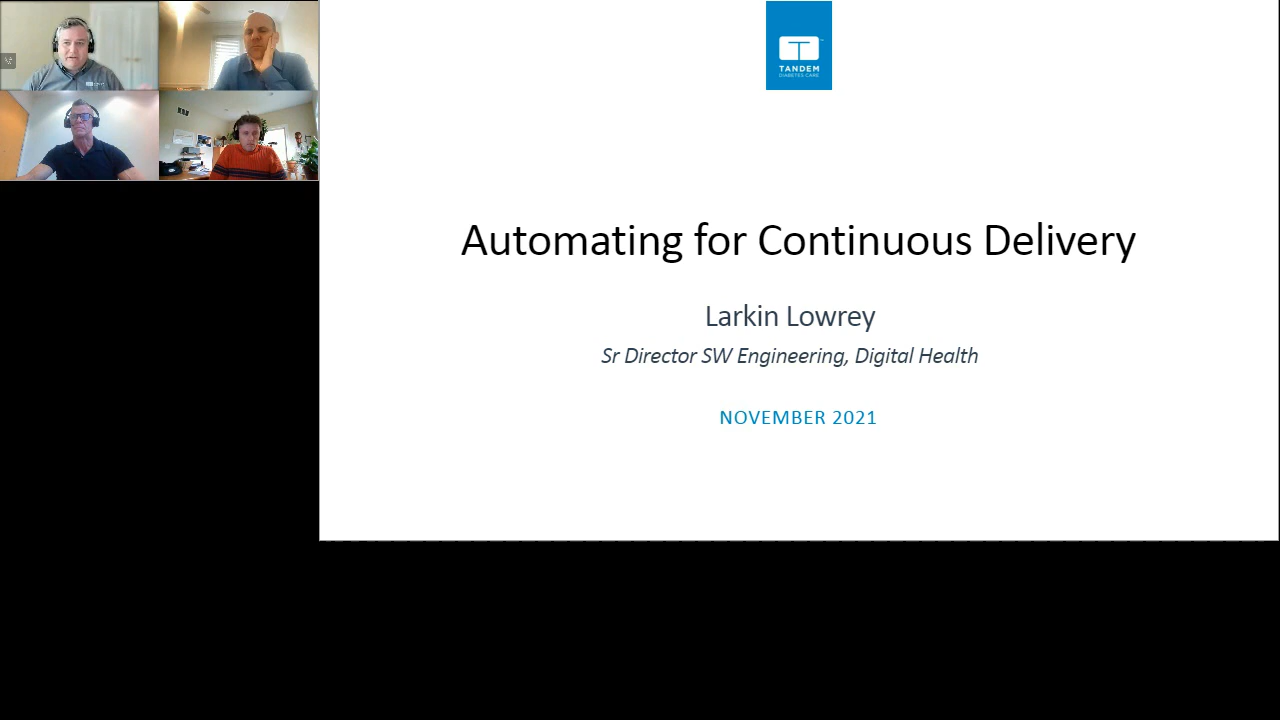 TANDEM
DIABETES CARE
Automating for Continuous Delivery
Larkin Lowrey
Sr Director SW Engineering, Digital Health
NOVEMBER 2021